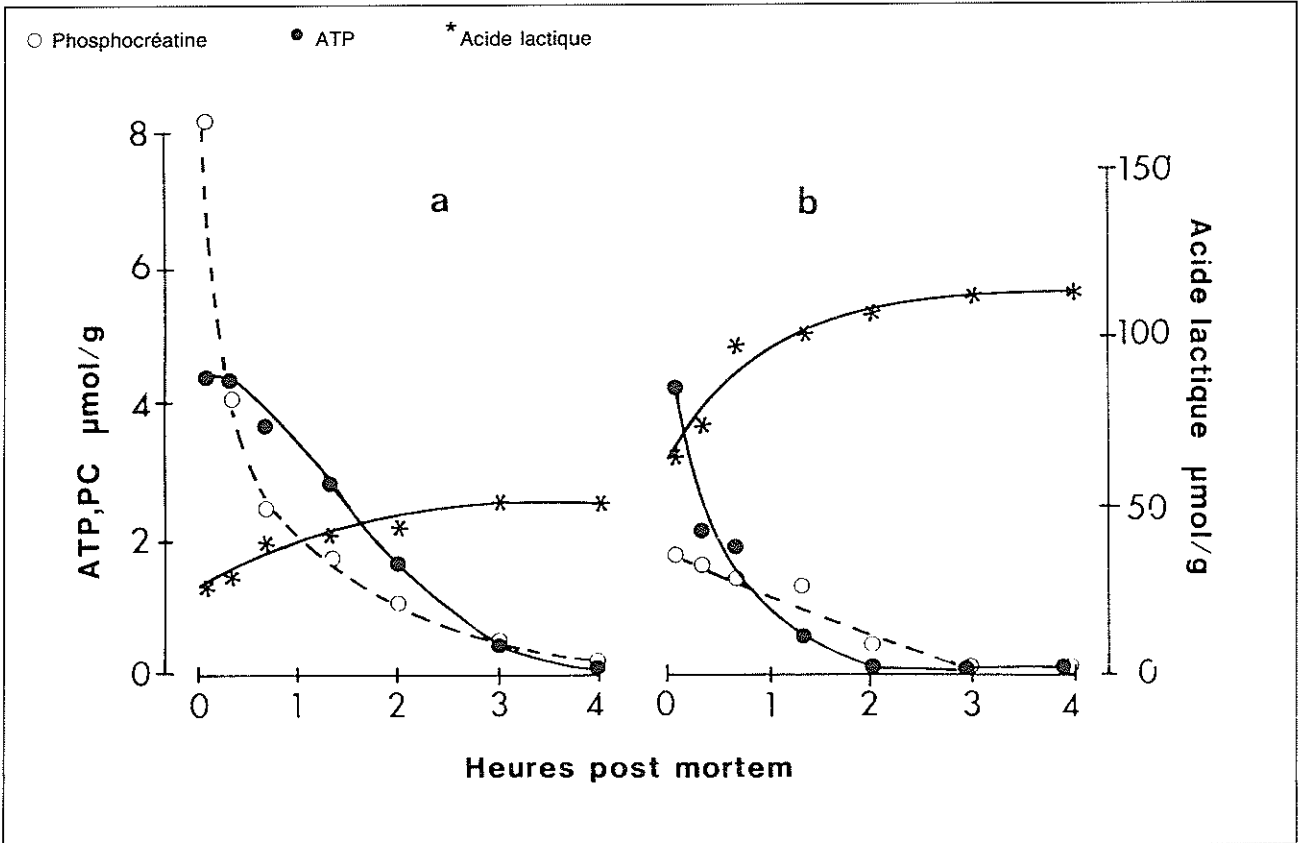 ○ Phosphocréatine ● ATP * Acide lactique
a
b
8
6
4
2
0
ATP,PC µmol/g
150
100
50
0
Acide lactique µmol/g
0 1 2 3 4
0 1 2 3 4
Heures post mortem